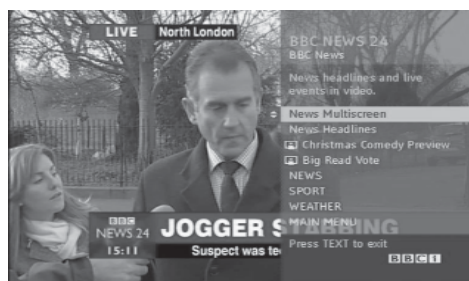 LIVE North London
BBC NEWS 24
BBC News
News headlines and live
events in video.
News Multiscreen
News Headlines
Christmas Comedy Preview...
Big Read Vote
NEWS
SPORT
WEATHER
MAIN MENU
Press TEXT to exit
BBCi
BBC
NEWS 24
15:11
JOGGER STABBING
Suspect was